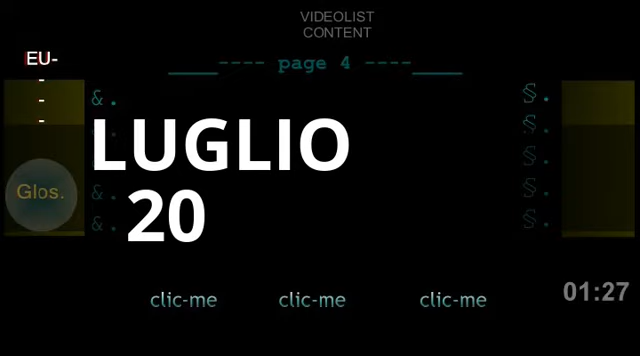 VIDEOLIST
CONTENT
EU-
-
-
-
____---- page 4 ----____
&. §.
LUGLIO
20
Glos.
&. §.
&. §.
clic-me clic-me clic-me
01:27